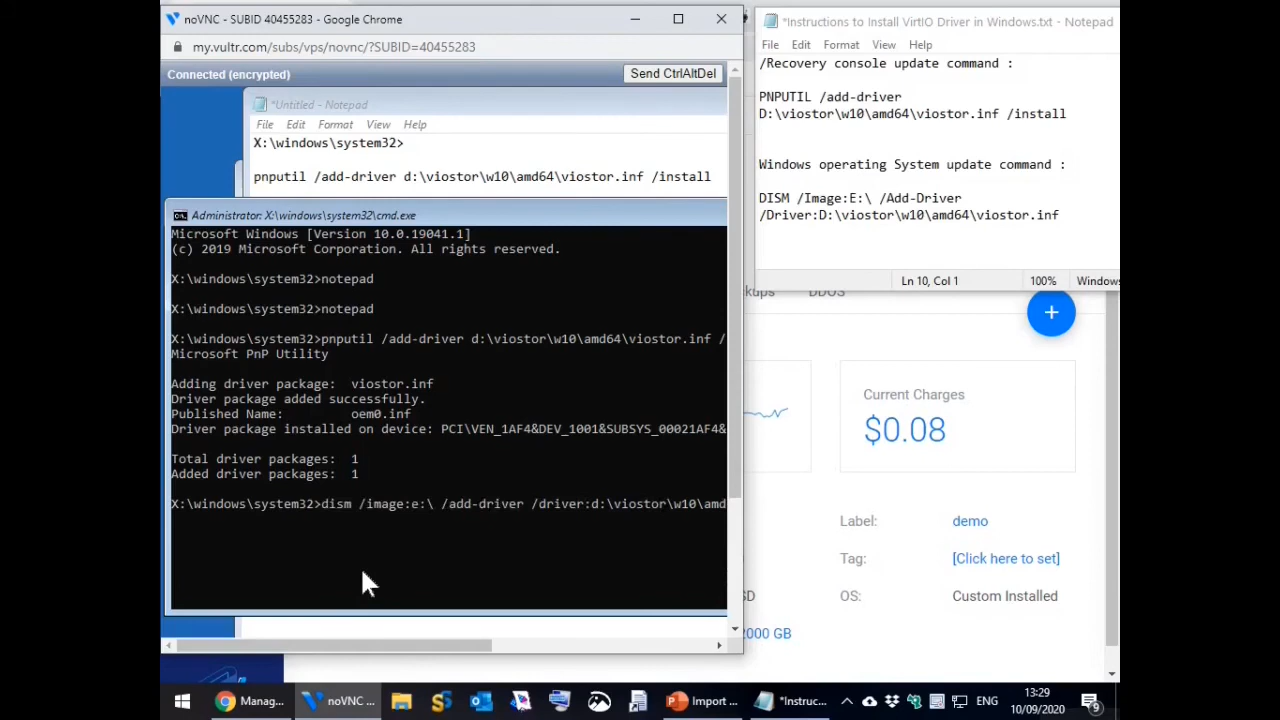 noVNC - SUBID 40455283 - Google Chrome
my.vultr.com/subs/vps/novnc/?SUBID=40455283
Connected (encrypted)
Send CtrlAltDel
*Untitled - Notepad
File Edit Format View Help
X:\windows\system32>
pnputil /add-driver d:\viostor\w10\amd64\viostor.inf /install
Administrator: X:\windows\system32\cmd.exe
Microsoft Windows [Version 10.0.19041.1]
(c) 2019 Microsoft Corporation. All rights reserved.
X:\windows\system32>notepad
X:\windows\system32>notepad
X:\windows\system32>pnputil /add-driver d:\viostor\w10\amd64\viostor.inf /
Microsoft PnP Utility
Adding driver package: viostor.inf
Driver package added successfully.
Published Name: oem0.inf
Driver package installed on device: PCI\VEN_1AF4&DEV_1001&SUBSYS_00021AF4&
Total driver packages: 1
Added driver packages: 1
X:\windows\system32>dism /image:e:\ /add-driver /driver:d:\viostor\w10\amd
*Instructions to Install VirtIO Driver in Windows.txt - Notepad
File Edit Format View Help
/Recovery console update command :
PNPUTIL /add-driver
D:\viostor\w10\amd64\viostor.inf /install
Windows operating System update command :
DISM /Image:E:\ /Add-Driver
/Driver:D:\viostor\w10\amd64\viostor.inf
Ln 10, Col 1 100% Windows
kups DDOS
+
Current Charges
$0.08
Label: demo
Tag: [Click here to set]
SD OS: Custom Installed
2000 GB
Manag... noVNC ... Import ... *Instruc... ENG
13:29
10/09/2020
9